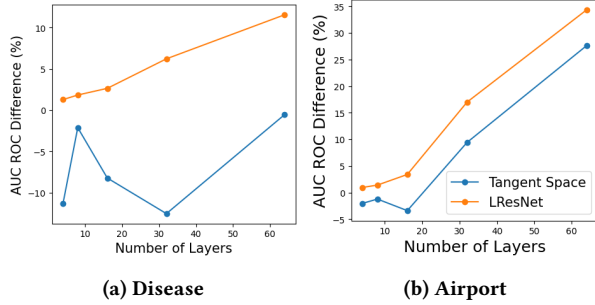 AUC ROC Difference (%)
10
5
0
−5
−10
10 20 30 40 50 60
Number of Layers
(a) Disease
AUC ROC Difference (%)
35
30
25
20
15
10
5
0
−5
Tangent Space
LResNet
10 20 30 40 50 60
Number of Layers
(b) Airport